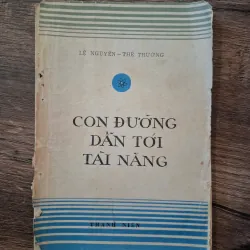 LÊ NGUYÊN - THẾ TRƯỜNG
CON ĐƯỜNG
DẪN TỚI
TÀI NĂNG
THANH NIÊN